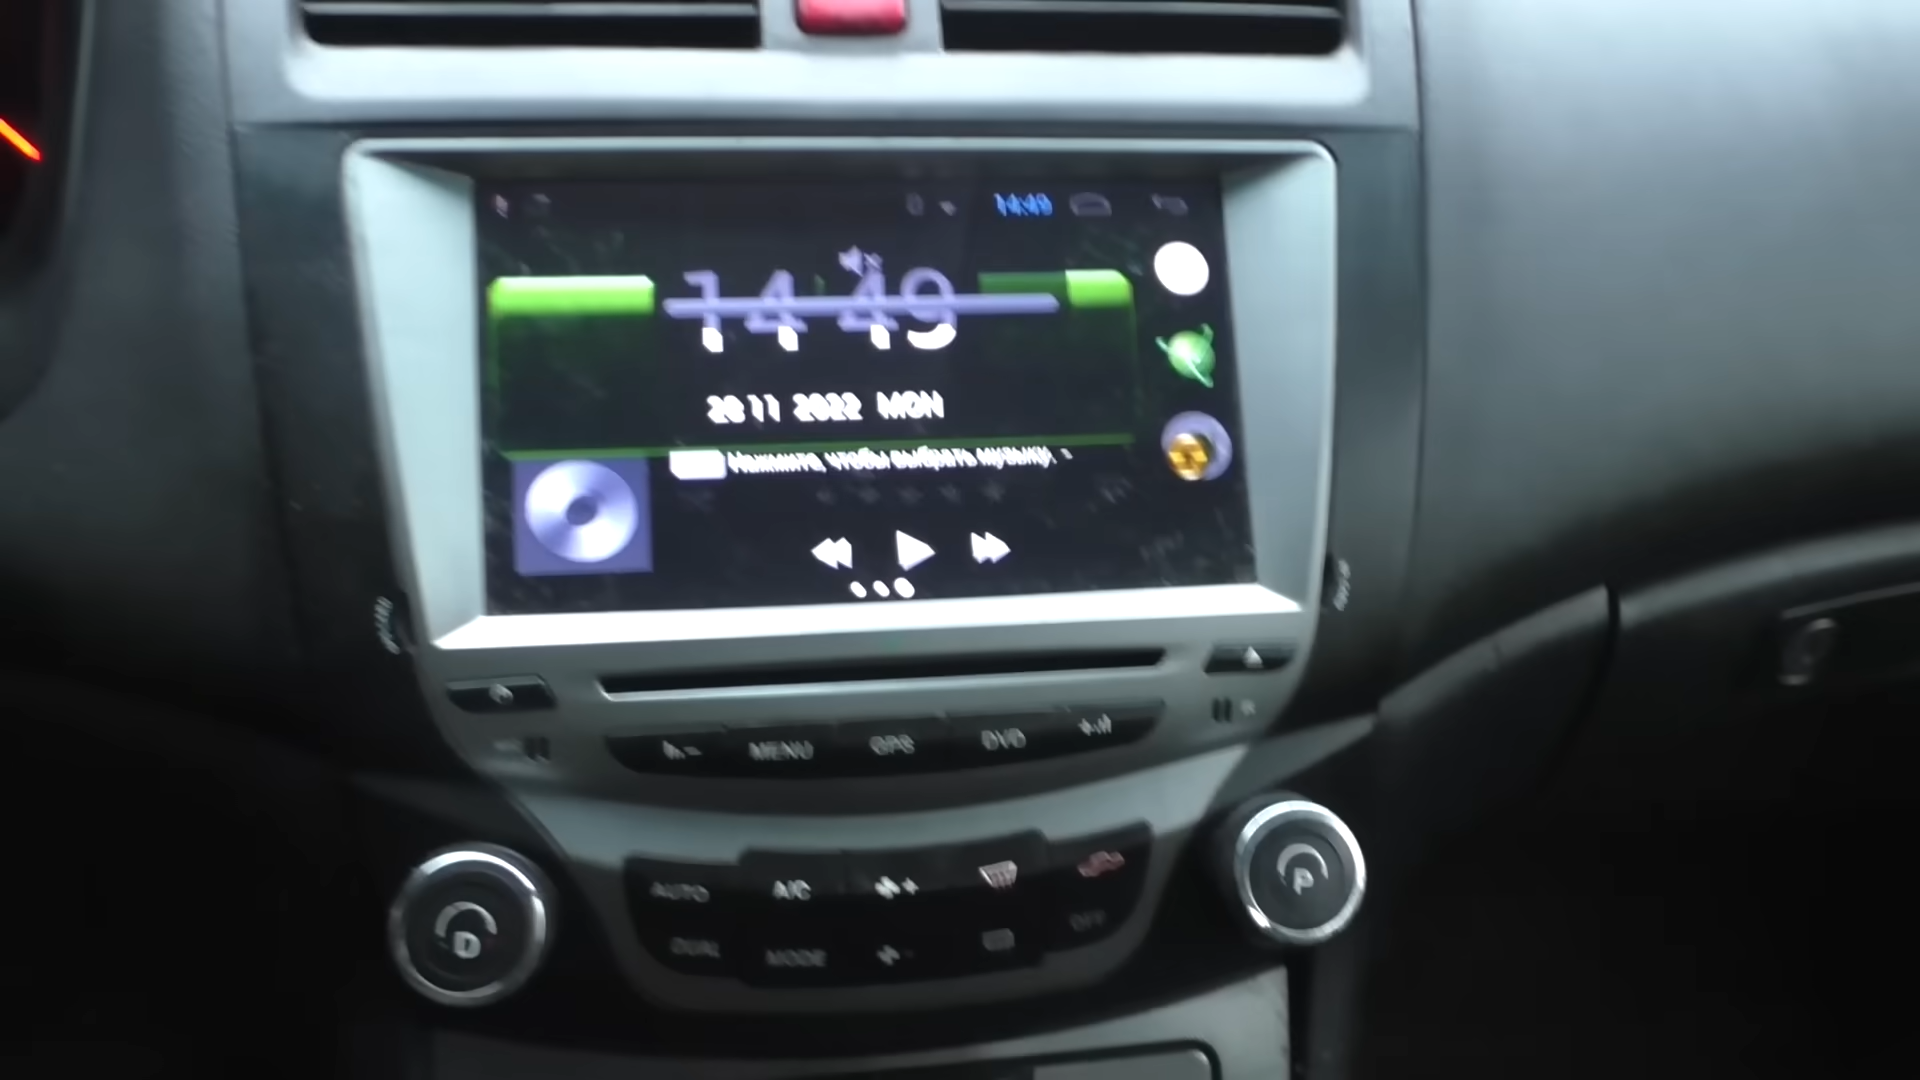 14:49
14 49
28 11 2022 MON
Нажмите, чтобы выбрать музыку.
MENU GPS DVD
AUTO A/C
DUAL MODE OFF
D
P